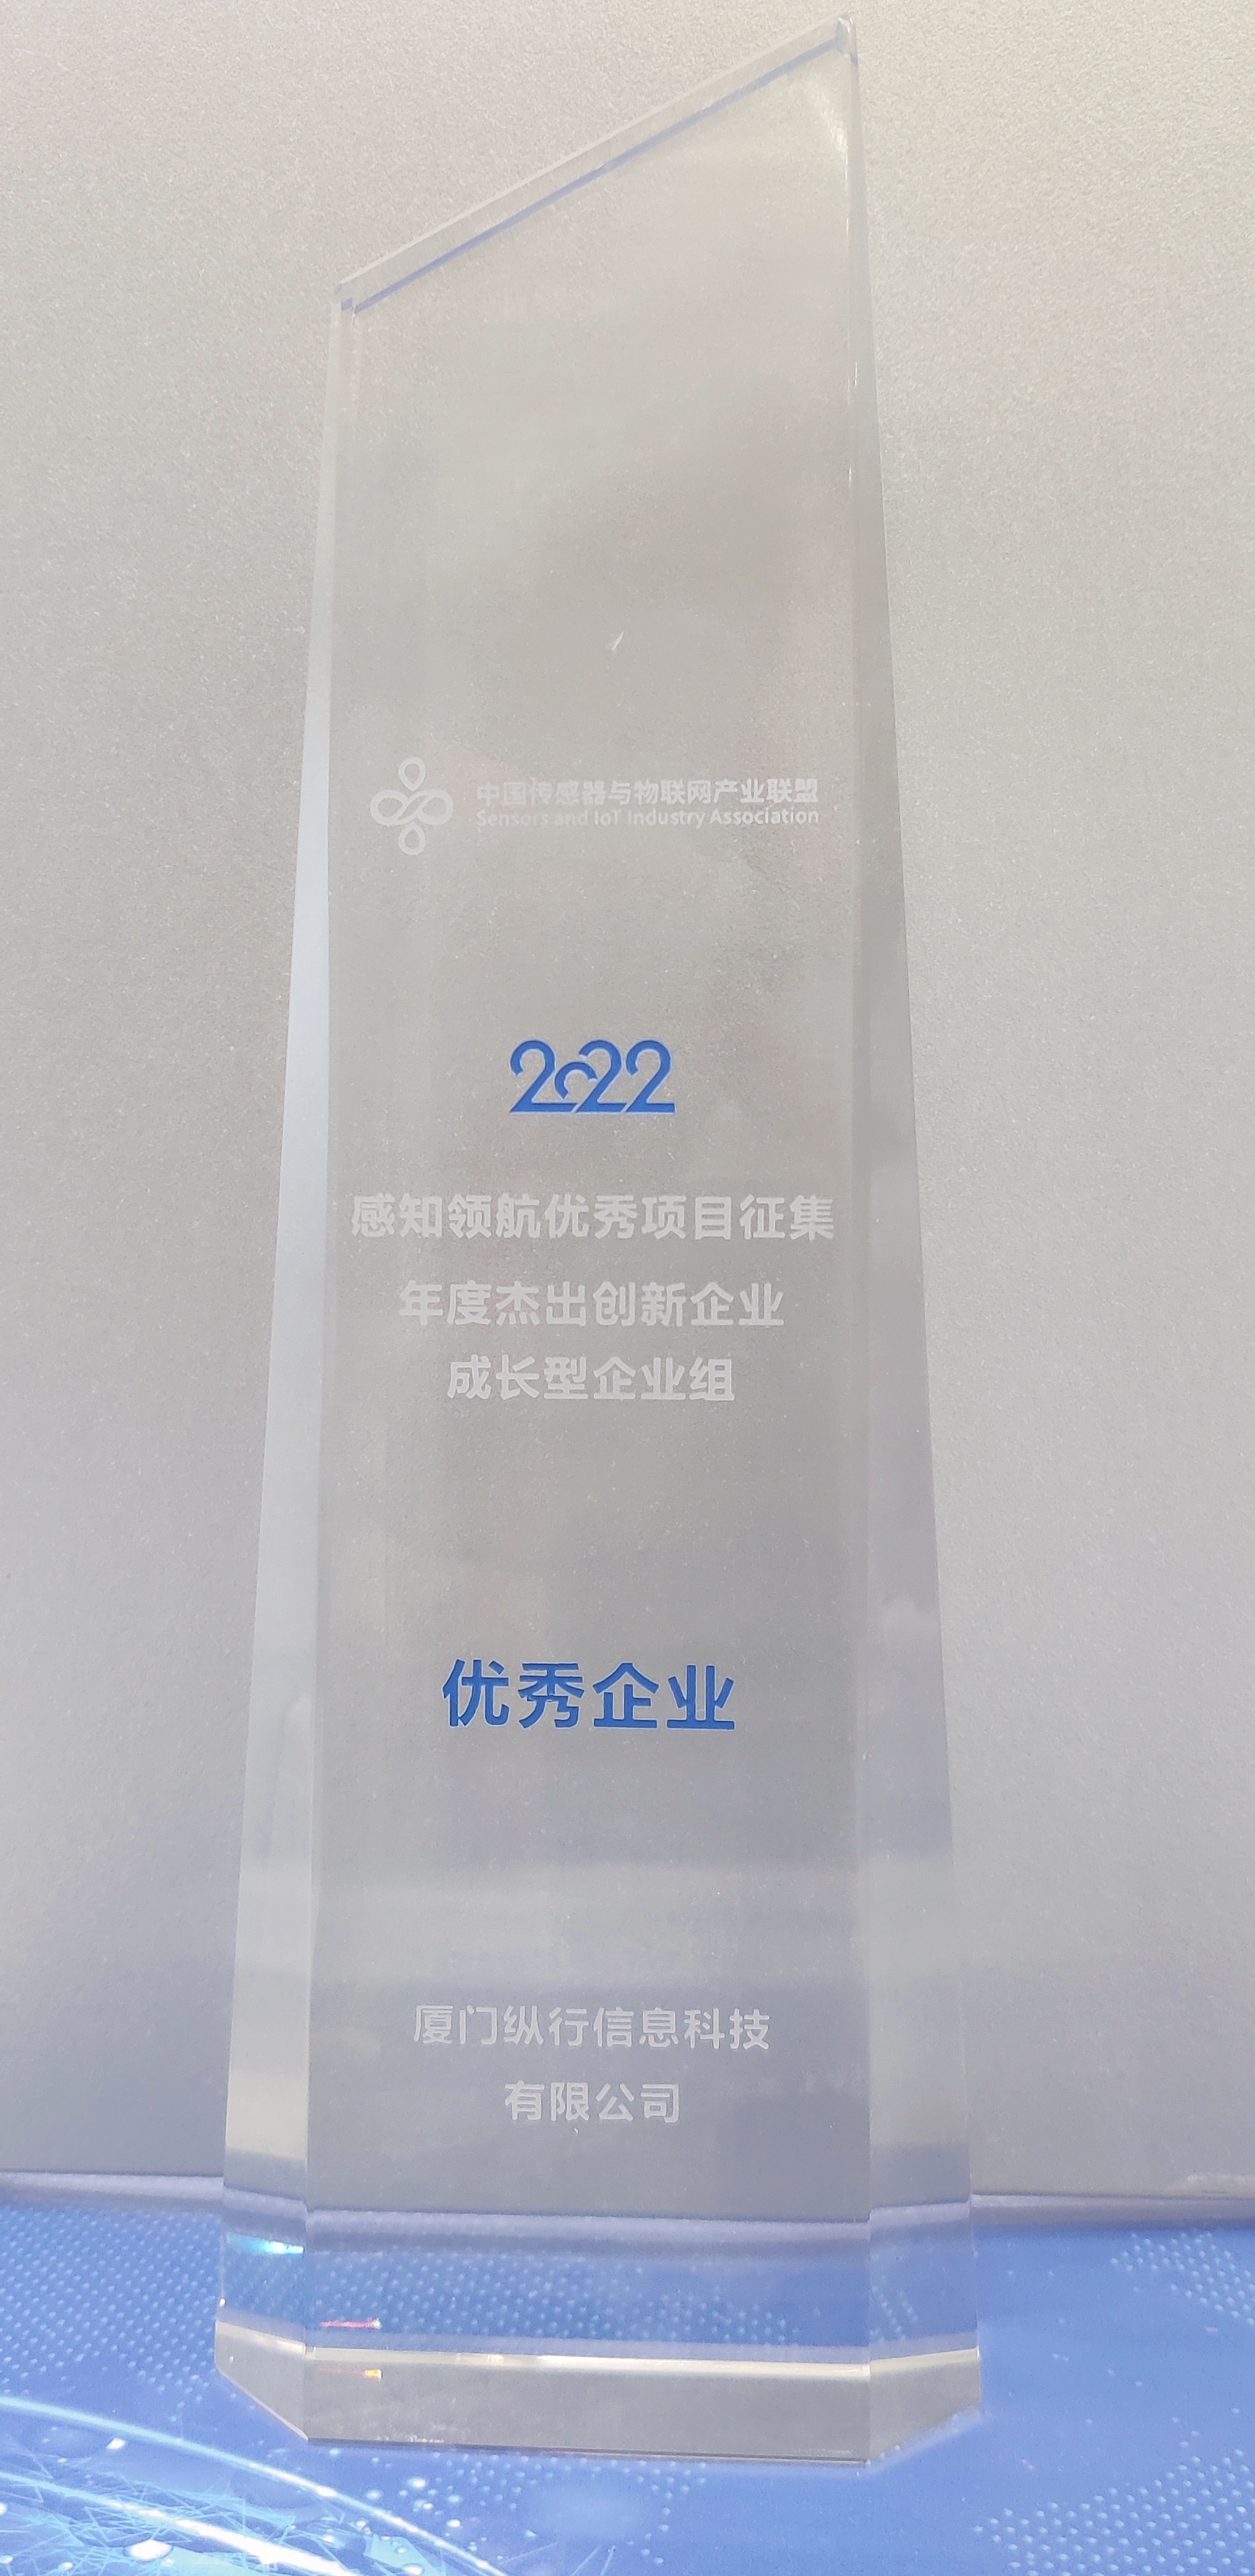 中国传感器与物联网产业联盟
Sensors and IoT Industry Association
2022
感知领航优秀项目征集
年度杰出创新企业
成长型企业组
优秀企业
厦门纵行信息科技
有限公司